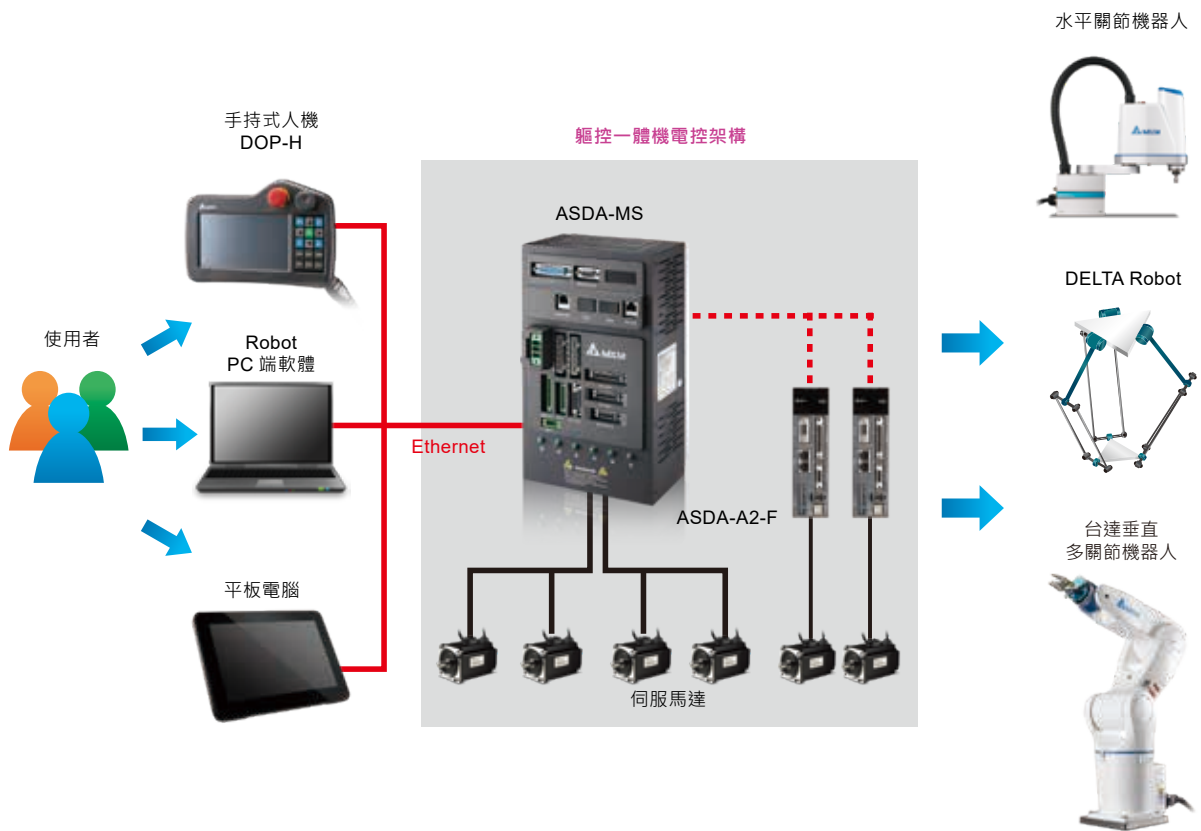 水平關節機器人
手持式人機
DOP-H
軀控一體機電控架構
ASDA-MS
DELTA Robot
使用者
Robot
PC 端軟體
Ethernet
ASDA-A2-F
台達垂直
多關節機器人
平板電腦
伺服馬達